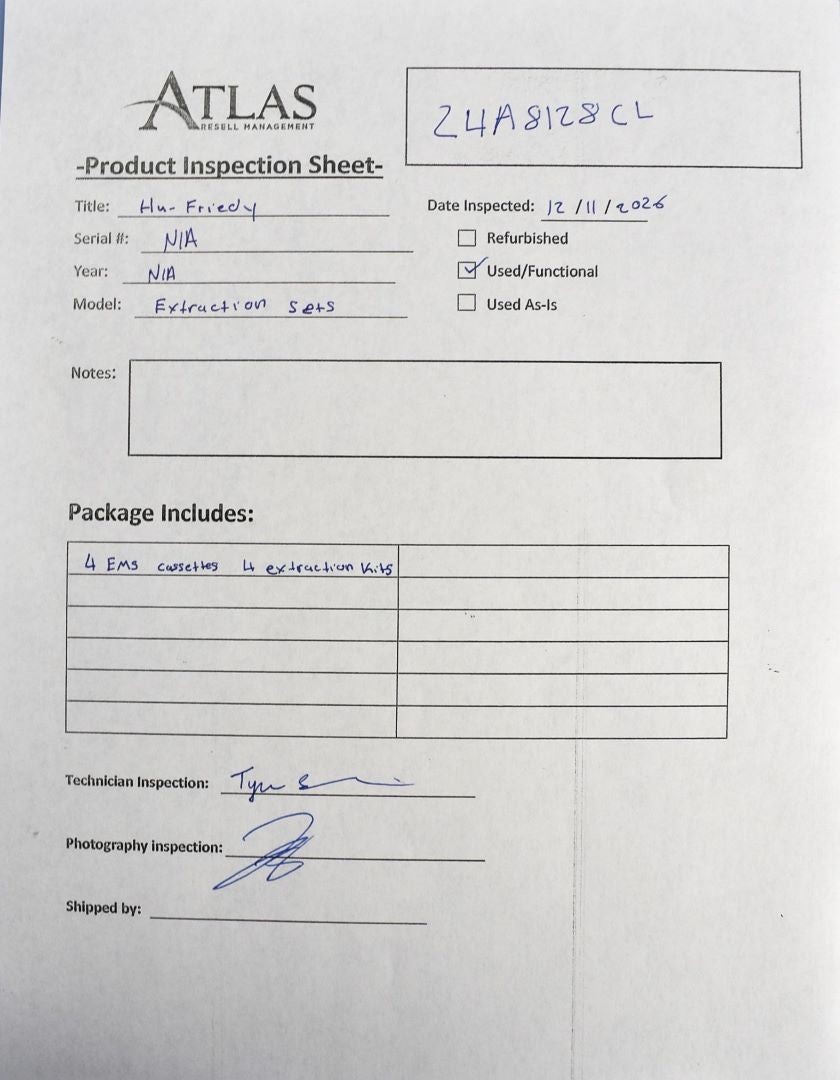 ATLAS
RESELL MANAGEMENT
24A8128CL
-Product Inspection Sheet-
Title: Hu-Friedy
Date Inspected: 12/11/2026
Serial #: N/A
Refurbished
Year: N/A
Used/Functional
Model: Extraction sets
Used As-Is
Notes:
Package Includes:
4 EMS cassettes 4 extraction kits
Technician Inspection:
Photography inspection:
Shipped by: